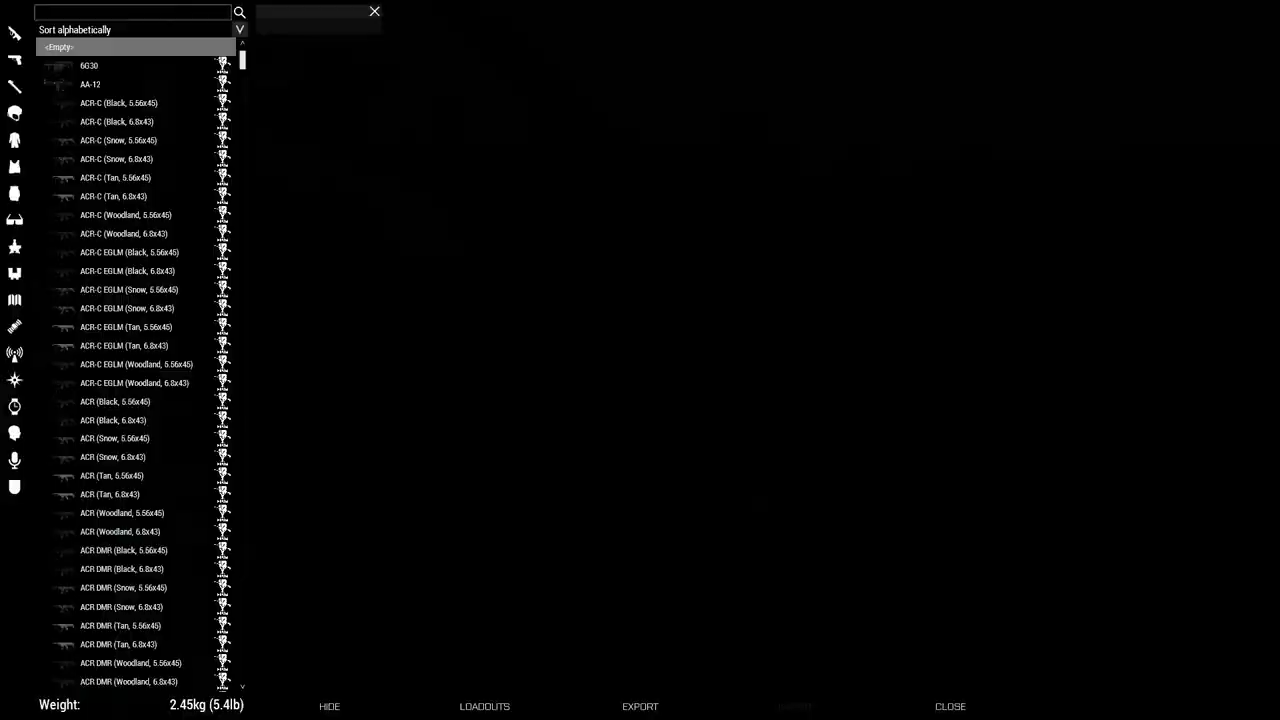 Sort alphabetically
<Empty>
6G30
AA-12
ACR-C (Black, 5.56x45)
ACR-C (Black, 6.8x43)
ACR-C (Snow, 5.56x45)
ACR-C (Snow, 6.8x43)
ACR-C (Tan, 5.56x45)
ACR-C (Tan, 6.8x43)
ACR-C (Woodland, 5.56x45)
ACR-C (Woodland, 6.8x43)
ACR-C EGLM (Black, 5.56x45)
ACR-C EGLM (Black, 6.8x43)
ACR-C EGLM (Snow, 5.56x45)
ACR-C EGLM (Snow, 6.8x43)
ACR-C EGLM (Tan, 5.56x45)
ACR-C EGLM (Tan, 6.8x43)
ACR-C EGLM (Woodland, 5.56x45)
ACR-C EGLM (Woodland, 6.8x43)
ACR (Black, 5.56x45)
ACR (Black, 6.8x43)
ACR (Snow, 5.56x45)
ACR (Snow, 6.8x43)
ACR (Tan, 5.56x45)
ACR (Tan, 6.8x43)
ACR (Woodland, 5.56x45)
ACR (Woodland, 6.8x43)
ACR DMR (Black, 5.56x45)
ACR DMR (Black, 6.8x43)
ACR DMR (Snow, 5.56x45)
ACR DMR (Snow, 6.8x43)
ACR DMR (Tan, 5.56x45)
ACR DMR (Tan, 6.8x43)
ACR DMR (Woodland, 5.56x45)
ACR DMR (Woodland, 6.8x43)
Weight: 2.45kg (5.4lb)
HIDE LOADOUTS EXPORT CLOSE